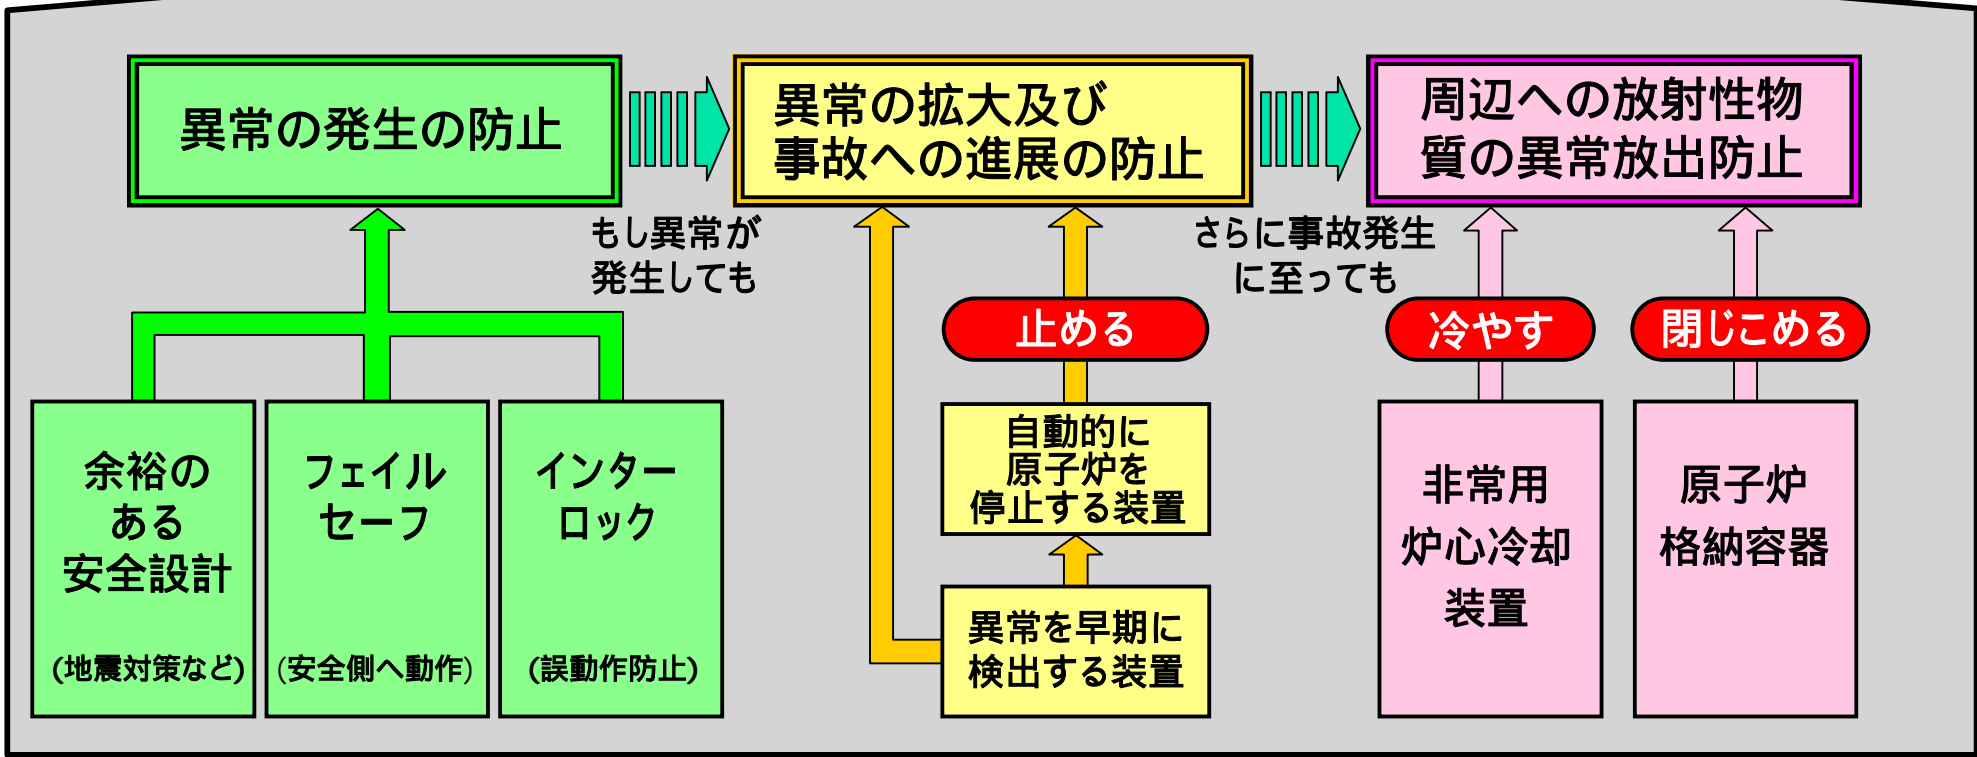 異常の発生の防止
異常の拡大及び
事故への進展の防止
周辺への放射性物
質の異常放出防止
もし異常が
発生しても
さらに事故発生
に至っても
止める
冷やす
閉じこめる
余裕の
ある
安全設計
(地震対策など)
フェイル
セーフ
(安全側へ動作)
インター
ロック
(誤動作防止)
自動的に
原子炉を
停止する装置
異常を早期に
検出する装置
非常用
炉心冷却
装置
原子炉
格納容器